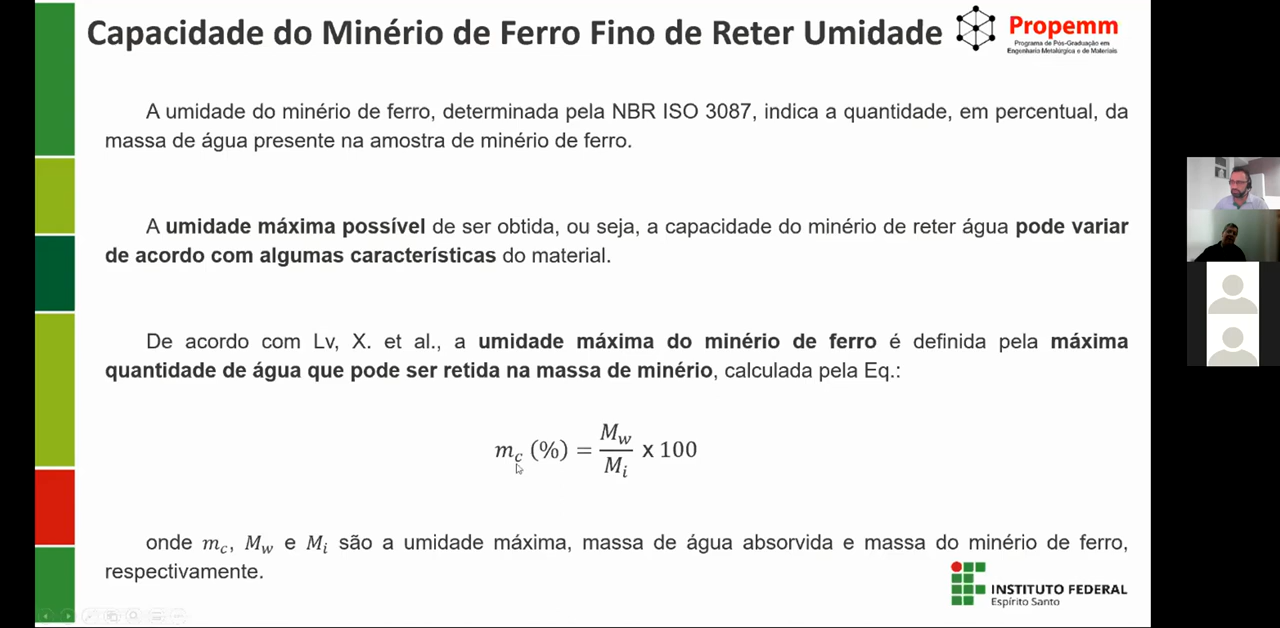 Capacidade do Minério de Ferro Fino de Reter Umidade
Propemm
Programa de Pós-Graduação em
Engenharia Metalúrgica e de Materiais
A umidade do minério de ferro, determinada pela NBR ISO 3087, indica a quantidade, em percentual, da
massa de água presente na amostra de minério de ferro.
A umidade máxima possível de ser obtida, ou seja, a capacidade do minério de reter água pode variar
de acordo com algumas características do material.
De acordo com Lv, X. et al., a umidade máxima do minério de ferro é definida pela máxima
quantidade de água que pode ser retida na massa de minério, calculada pela Eq.:
m_c (%) = M_w / M_i x 100
onde m_c, M_w e M_i são a umidade máxima, massa de água absorvida e massa do minério de ferro,
respectivamente.
INSTITUTO FEDERAL
Espírito Santo